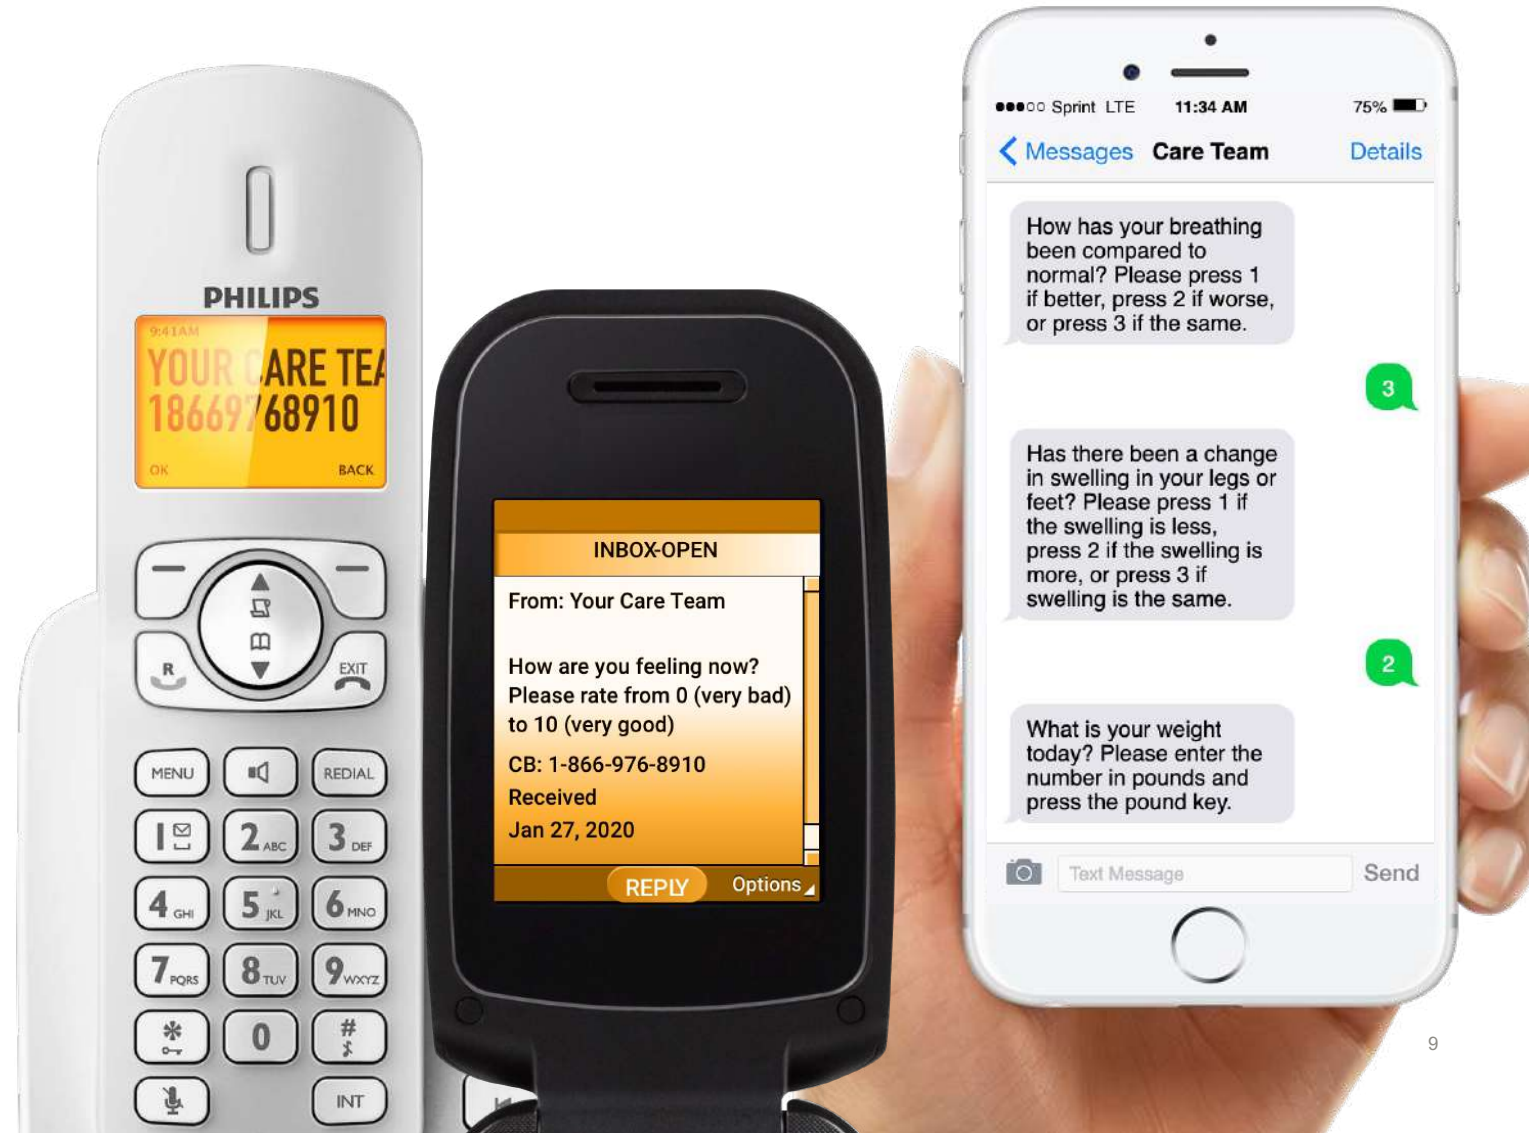 PHILIPS
9:41AM
YOUR CARE TEA
18669768910
OK BACK
R EXIT
MENU REDIAL
1 2 ABC 3 DEF
4 GHI 5 JKL 6 MNO
7 PQRS 8 TUV 9 WXYZ
* 0 #
INT
INBOX-OPEN
From: Your Care Team
How are you feeling now?
Please rate from 0 (very bad)
to 10 (very good)
CB: 1-866-976-8910
Received
Jan 27, 2020
REPLY Options
Sprint LTE 11:34 AM 75%
Messages Care Team Details
How has your breathing
been compared to
normal? Please press 1
if better, press 2 if worse,
or press 3 if the same.
3
Has there been a change
in swelling in your legs or
feet? Please press 1 if
the swelling is less,
press 2 if the swelling is
more, or press 3 if
swelling is the same.
2
What is your weight
today? Please enter the
number in pounds and
press the pound key.
Text Message Send
9